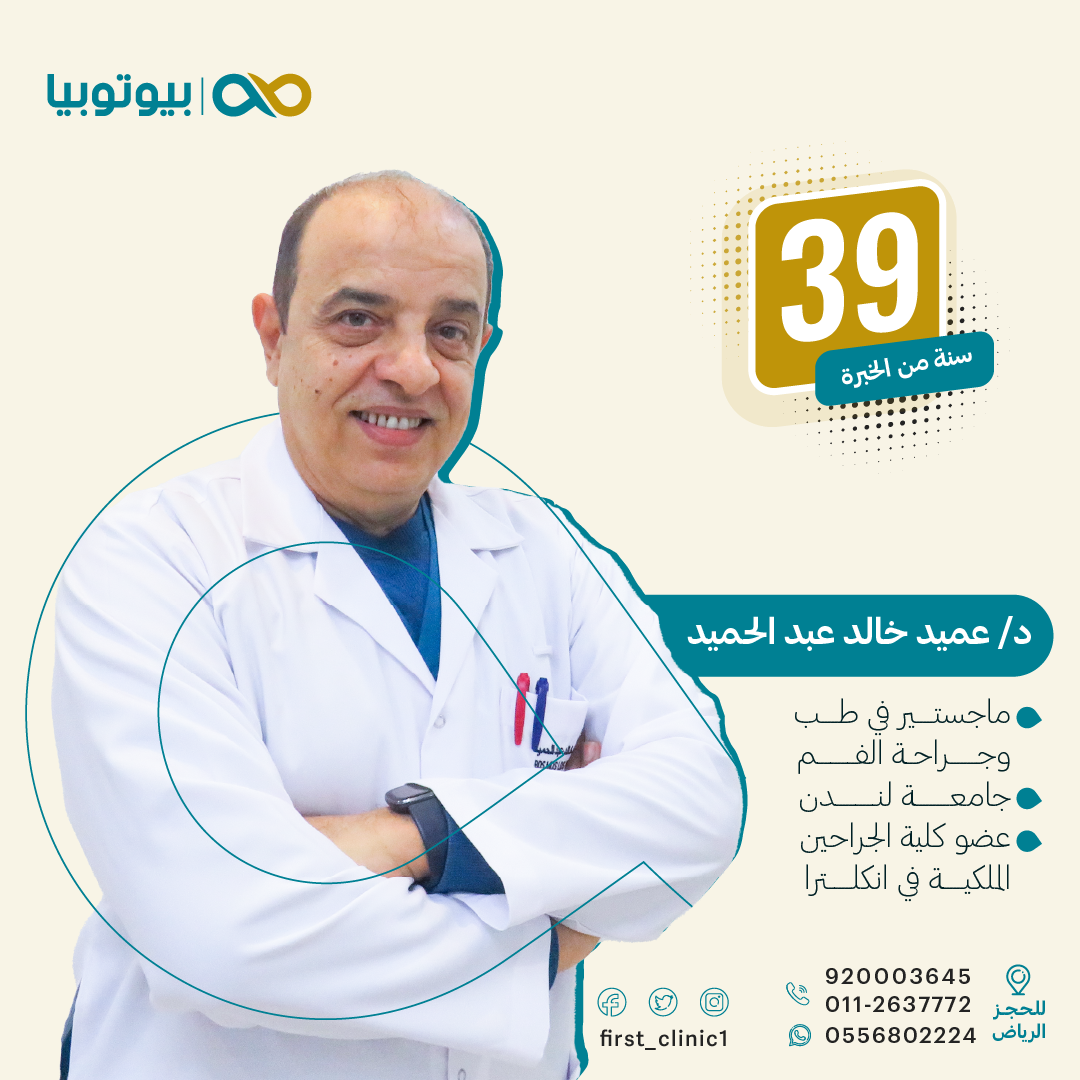 بيوتوبيا
39
سنة من الخبرة
د/ عميد خالد عبد الحميد
ماجستير في طب
وجراحة الفم
جامعة لندن
عضو كلية الجراحين
الملكية في انكلترا
920003645
011-2637772
0556802224
للحجز
الرياض
first_clinic1